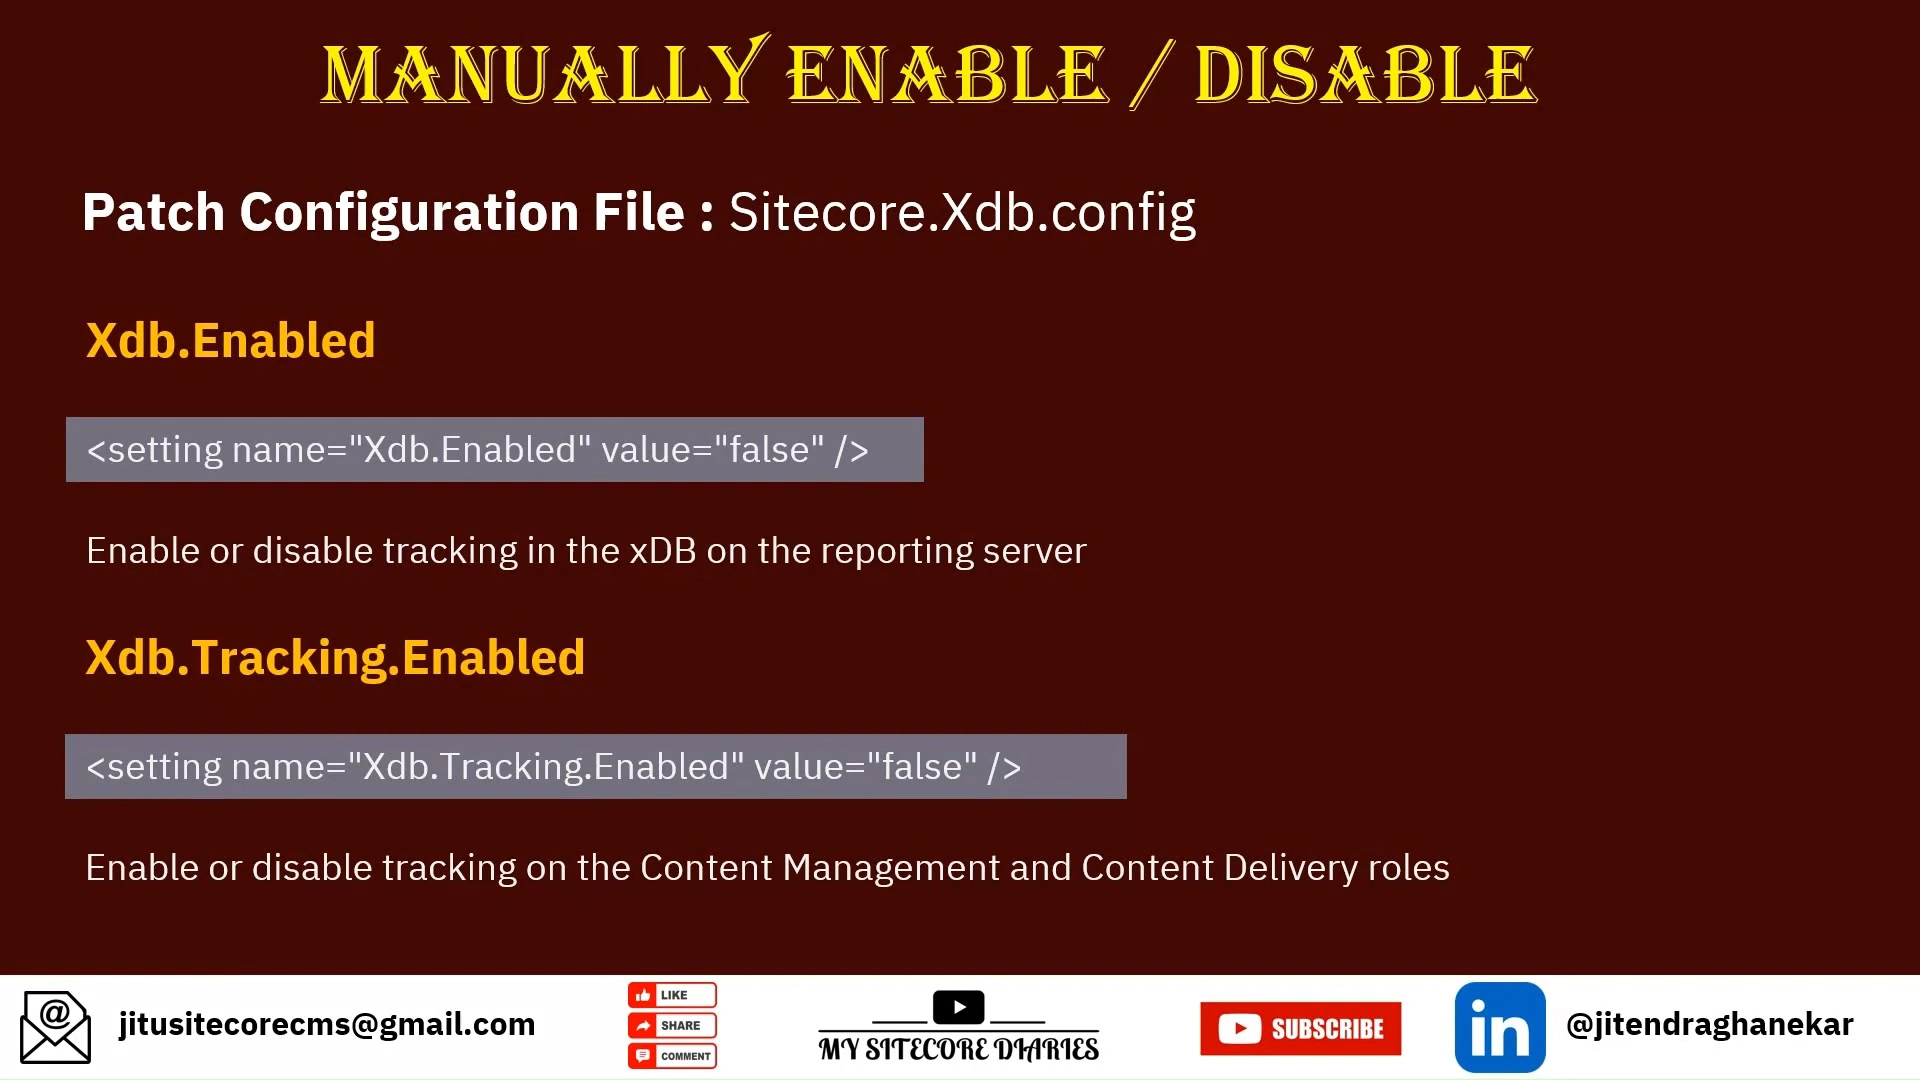 MANUALLY ENABLE / DISABLE
Patch Configuration File : Sitecore.Xdb.config
Xdb.Enabled
<setting name="Xdb.Enabled" value="false" />
Enable or disable tracking in the xDB on the reporting server
Xdb.Tracking.Enabled
<setting name="Xdb.Tracking.Enabled" value="false" />
Enable or disable tracking on the Content Management and Content Delivery roles
@
jitusitecorecms@gmail.com
LIKE
SHARE
COMMENT
MY SITECORE DIARIES
SUBSCRIBE
in
@jitendraghanekar